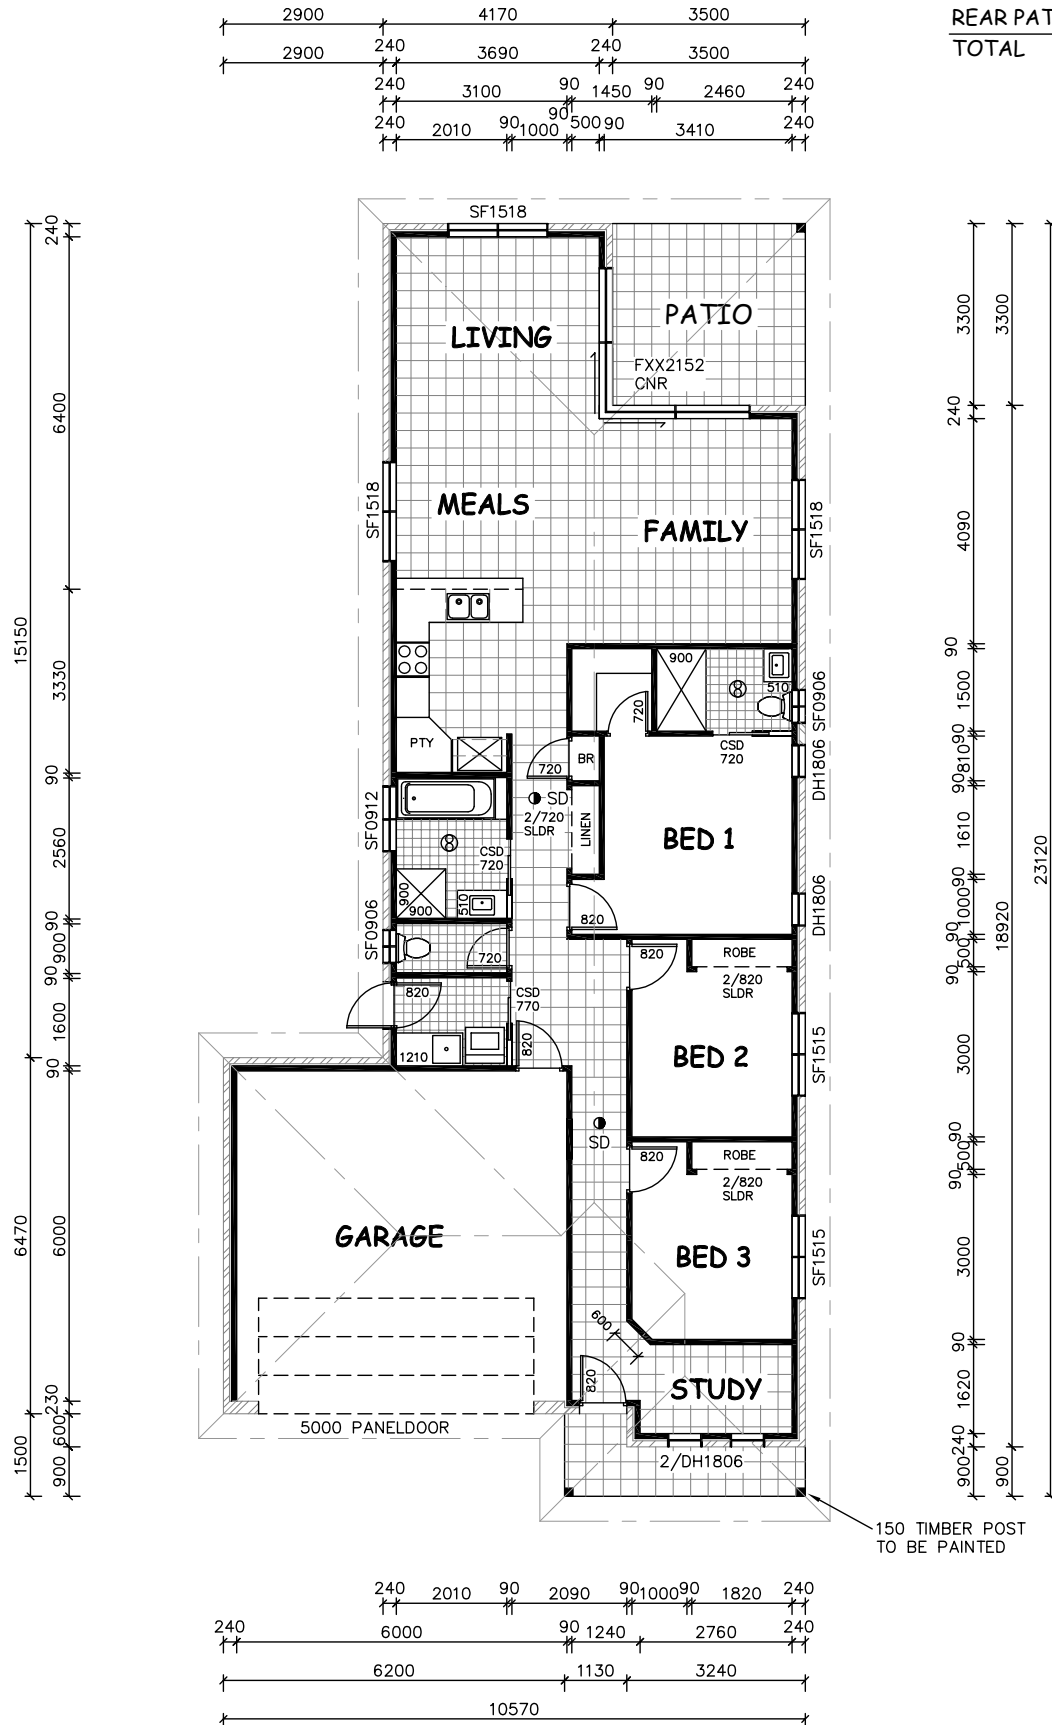 2900 4170 3500
REAR PAT
2900 240 3690 240 3500
TOTAL
240 3100 90 1450 90 2460 240
240 2010 90 1000 90 500 90 3410 240
SF1518
LIVING
PATIO
FXX2152
CNR
MEALS
FAMILY
SF1518
SF1518
900
510
SF0906
720
CSD
720
DH1806
PTY
720
BR
SD
2/720
SLDR
LINEN
BED 1
SF0912
CSD
720
900
900
510
820
DH1806
SF0906
720
820
ROBE
2/820
SLDR
820
CSD
770
1210
820
BED 2
SF1515
SD
820
ROBE
2/820
SLDR
GARAGE
BED 3
SF1515
600
820
STUDY
5000 PANELDOOR
2/DH1806
150 TIMBER POST
TO BE PAINTED
15150
6470
1500
240
6400
3330
90
2560
90
900
90
1600
90
6000
230
600
900
3300
240
4090
90
1500
90
810
90
1610
90
1000
90
500
90
3000
90
500
90
3000
90
1620
240
900
3300
18920
900
23120
240 2010 90 2090 90 1000 90 1820 240
240 6000 90 1240 2760 240
6200 1130 3240
10570